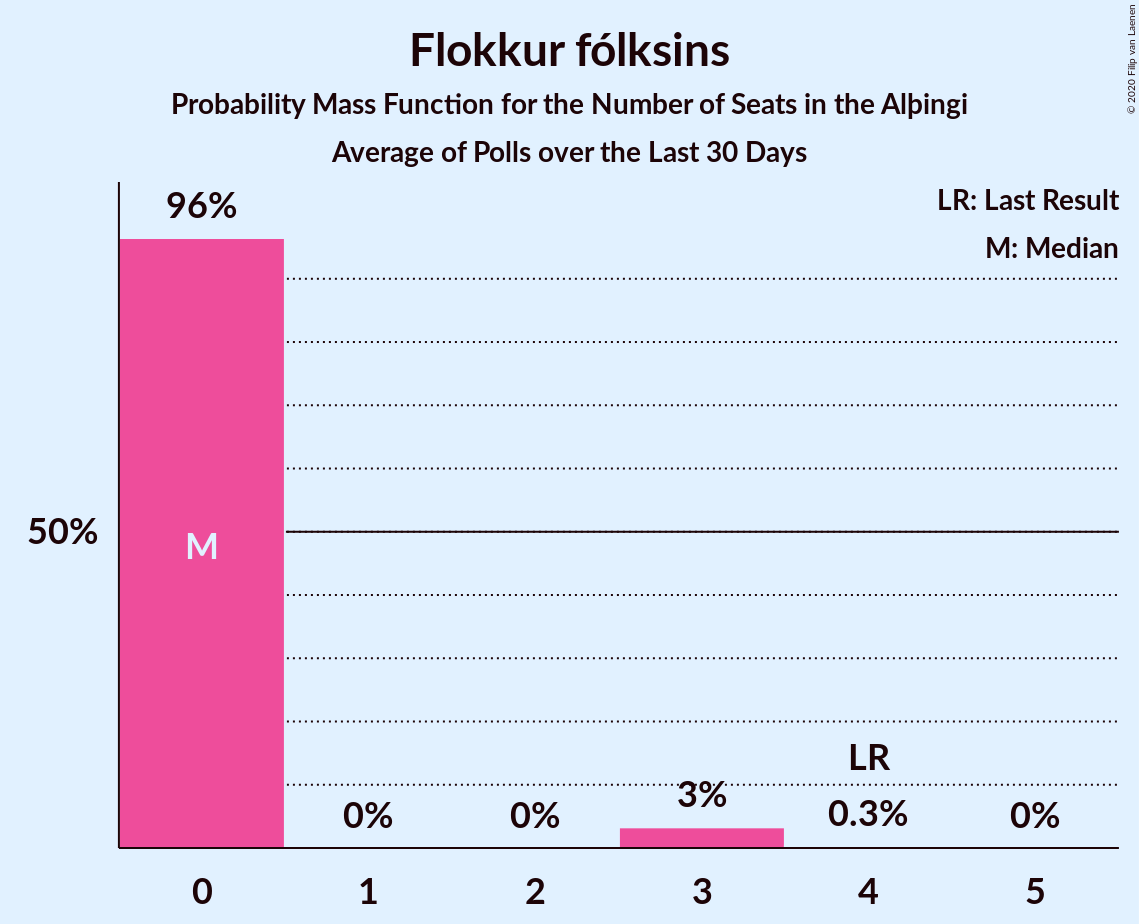 Flokkur fólksins
Probability Mass Function for the Number of Seats in the Alþingi
Average of Polls over the Last 30 Days
© 2020 Filip van Laenen
LR: Last Result
M: Median
96%
50%
M
LR
0%
0%
3%
0.3%
0%
0
1
2
3
4
5